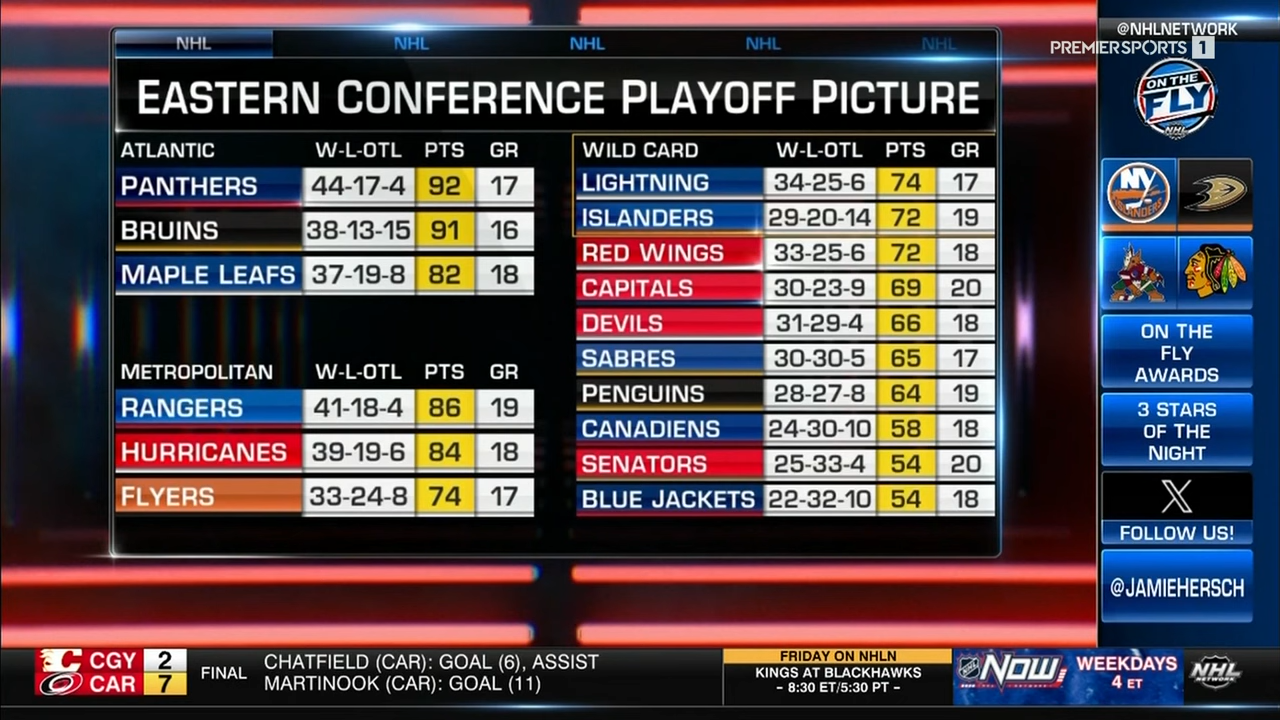 NHL NHL NHL NHL NHL
@NHLNETWORK
PREMIER SPORTS 1
EASTERN CONFERENCE PLAYOFF PICTURE
ATLANTIC W-L-OTL PTS GR
PANTHERS 44-17-4 92 17
BRUINS 38-13-15 91 16
MAPLE LEAFS 37-19-8 82 18
METROPOLITAN W-L-OTL PTS GR
RANGERS 41-18-4 86 19
HURRICANES 39-19-6 84 18
FLYERS 33-24-8 74 17
WILD CARD W-L-OTL PTS GR
LIGHTNING 34-25-6 74 17
ISLANDERS 29-20-14 72 19
RED WINGS 33-25-6 72 18
CAPITALS 30-23-9 69 20
DEVILS 31-29-4 66 18
SABRES 30-30-5 65 17
PENGUINS 28-27-8 64 19
CANADIENS 24-30-10 58 18
SENATORS 25-33-4 54 20
BLUE JACKETS 22-32-10 54 18
ON THE
FLY
NHL
NY
ISLANDERS
ON THE
FLY
AWARDS
3 STARS
OF THE
NIGHT
X
FOLLOW US!
@JAMIEHERSCH
CGY 2
CAR 7
FINAL
CHATFIELD (CAR): GOAL (6), ASSIST
MARTINOOK (CAR): GOAL (11)
FRIDAY ON NHLN
KINGS AT BLACKHAWKS
- 8:30 ET/5:30 PT -
NHL NOW
WEEKDAYS
4 ET
NHL
NETWORK